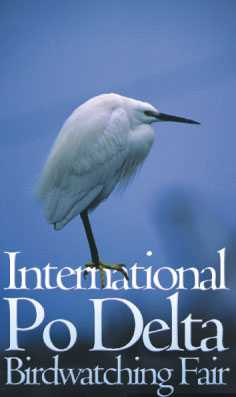 International
Po Delta
Birdwatching Fair